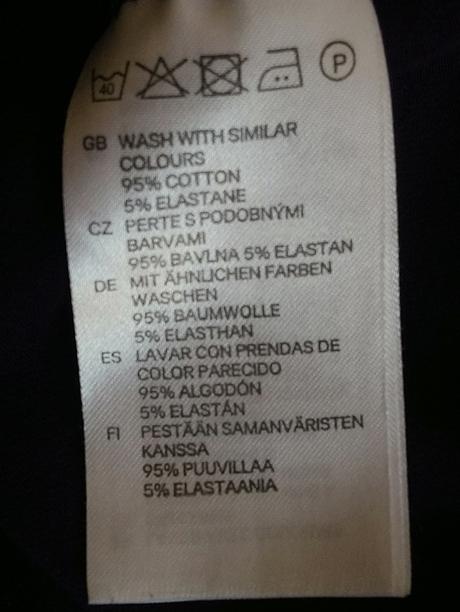 40 P
GB WASH WITH SIMILAR
COLOURS
95% COTTON
5% ELASTANE
CZ PERTE S PODOBNÝMI
BARVAMI
95% BAVLNA 5% ELASTAN
DE MIT ÄHNLICHEN FARBEN
WASCHEN
95% BAUMWOLLE
5% ELASTHAN
ES LAVAR CON PRENDAS DE
COLOR PARECIDO
95% ALGODÓN
5% ELASTÁN
FI PESTÄÄN SAMANVÄRISTEN
KANSSA
95% PUUVILLAA
5% ELASTAANIA